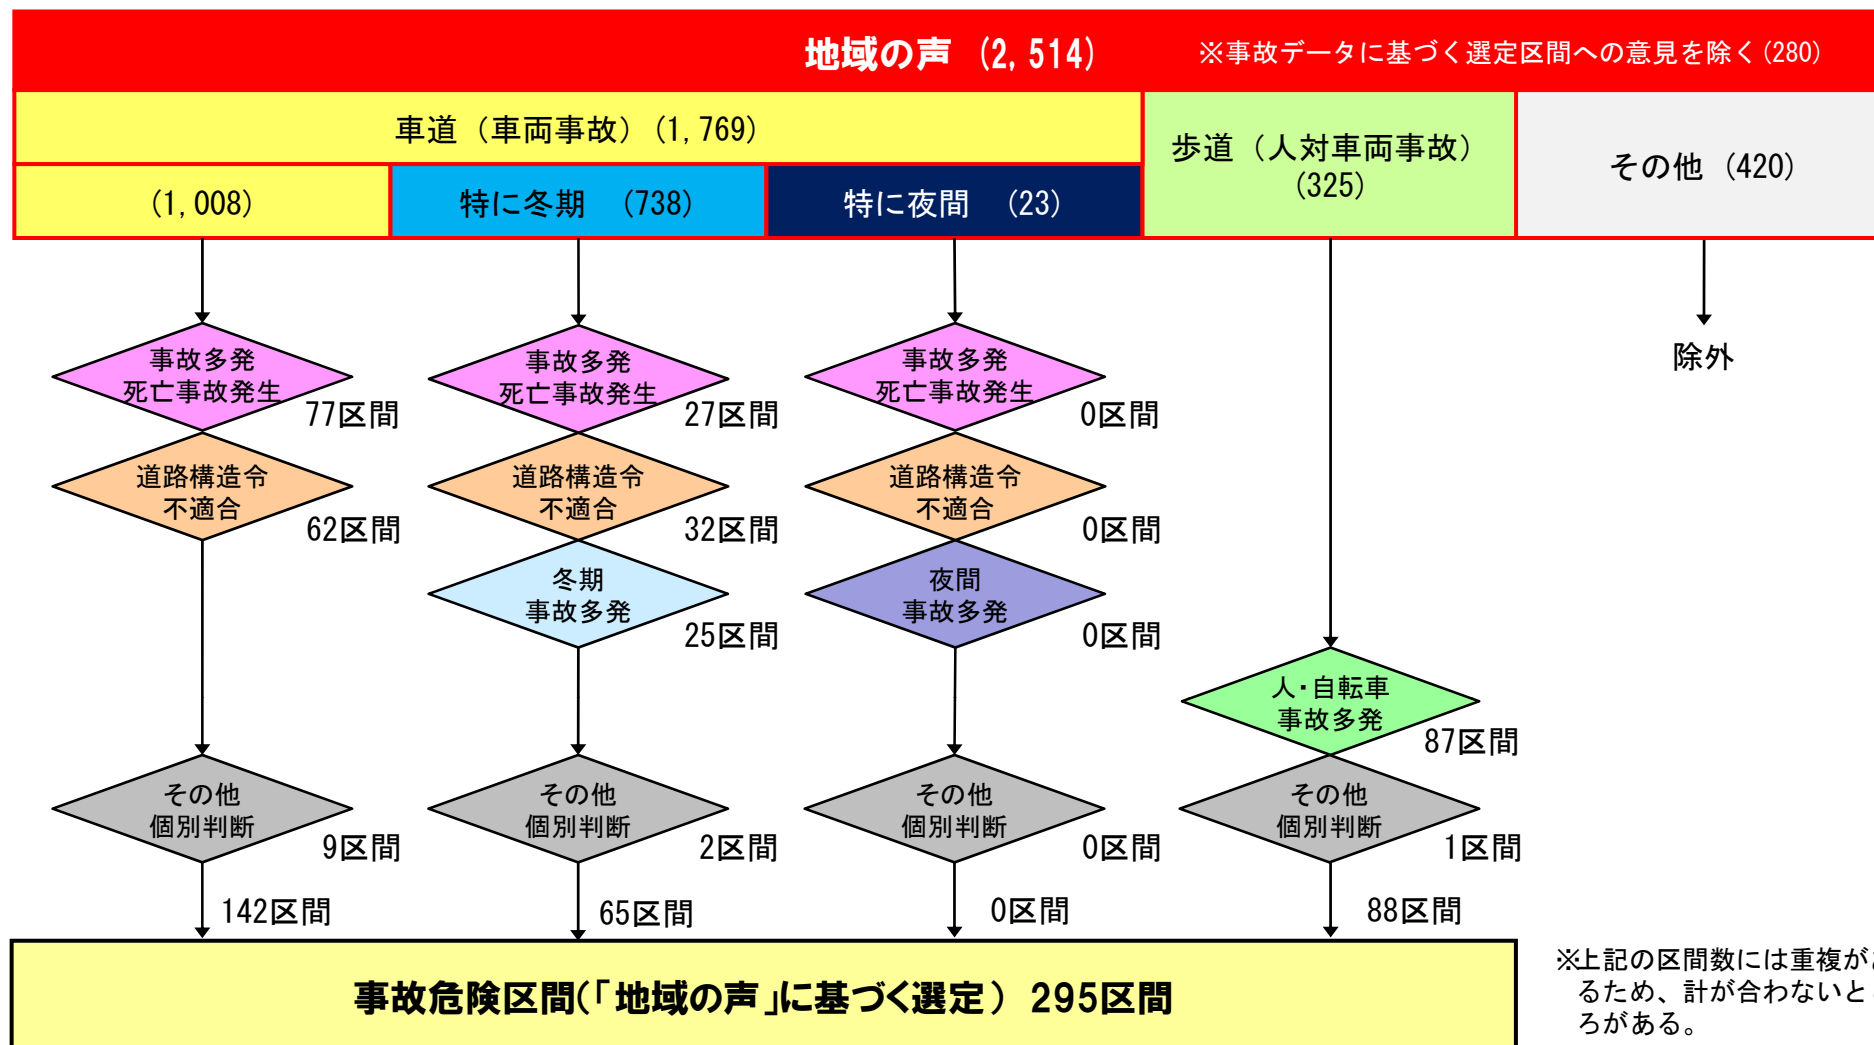 地域の声 (2,514) ※事故データに基づく選定区間への意見を除く(280)
車道（車両事故）(1,769)
歩道（人対車両事故）
(325)
その他 (420)
(1,008)
特に冬期 (738)
特に夜間 (23)
事故多発
死亡事故発生
77区間
事故多発
死亡事故発生
27区間
事故多発
死亡事故発生
0区間
除外
道路構造令
不適合
62区間
道路構造令
不適合
32区間
道路構造令
不適合
0区間
冬期
事故多発
25区間
夜間
事故多発
0区間
人・自転車
事故多発
87区間
その他
個別判断
9区間
その他
個別判断
2区間
その他
個別判断
0区間
その他
個別判断
1区間
142区間
65区間
0区間
88区間
事故危険区間(「地域の声」に基づく選定） 295区間
※上記の区間数には重複が
るため、計が合わないと
ろがある。